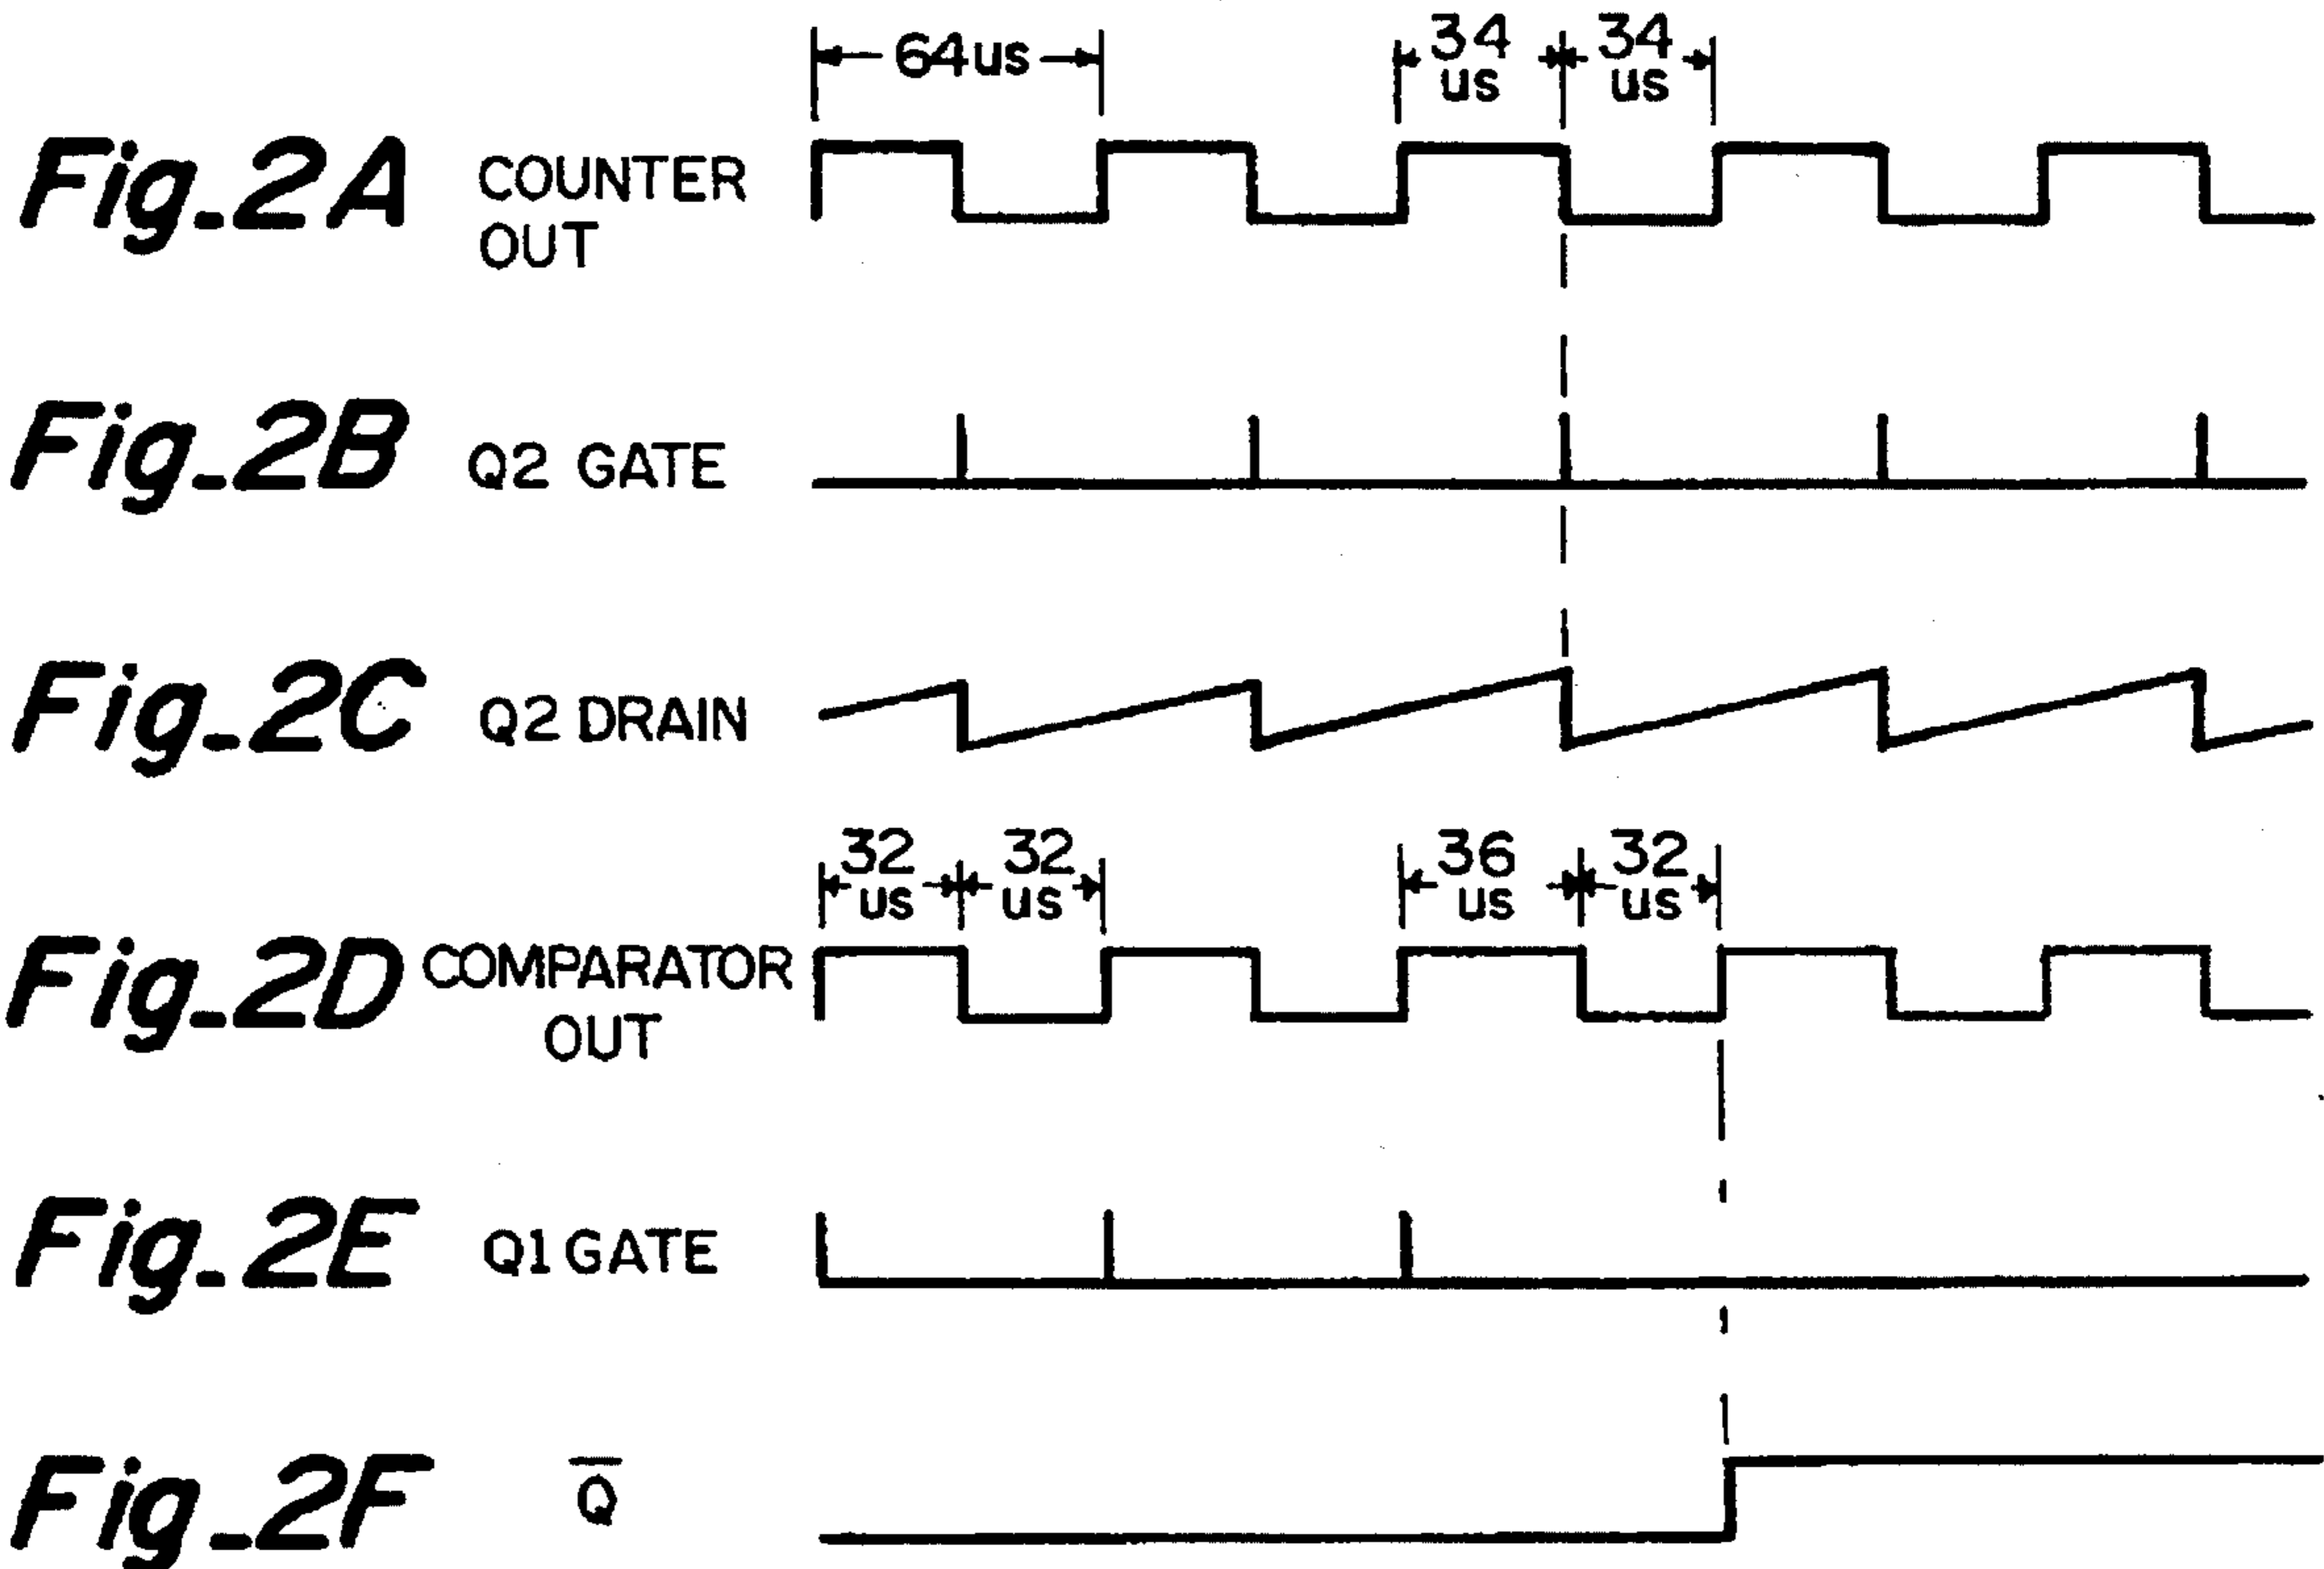 64us
34 us
34 us
Fig_2A COUNTER OUT
Fig_2B Q2 GATE
Fig_2C Q2 DRAIN
32 us
32 us
36 us
32 us
Fig_2D COMPARATOR OUT
Fig_2E Q1 GATE
Fig_2F Q̅